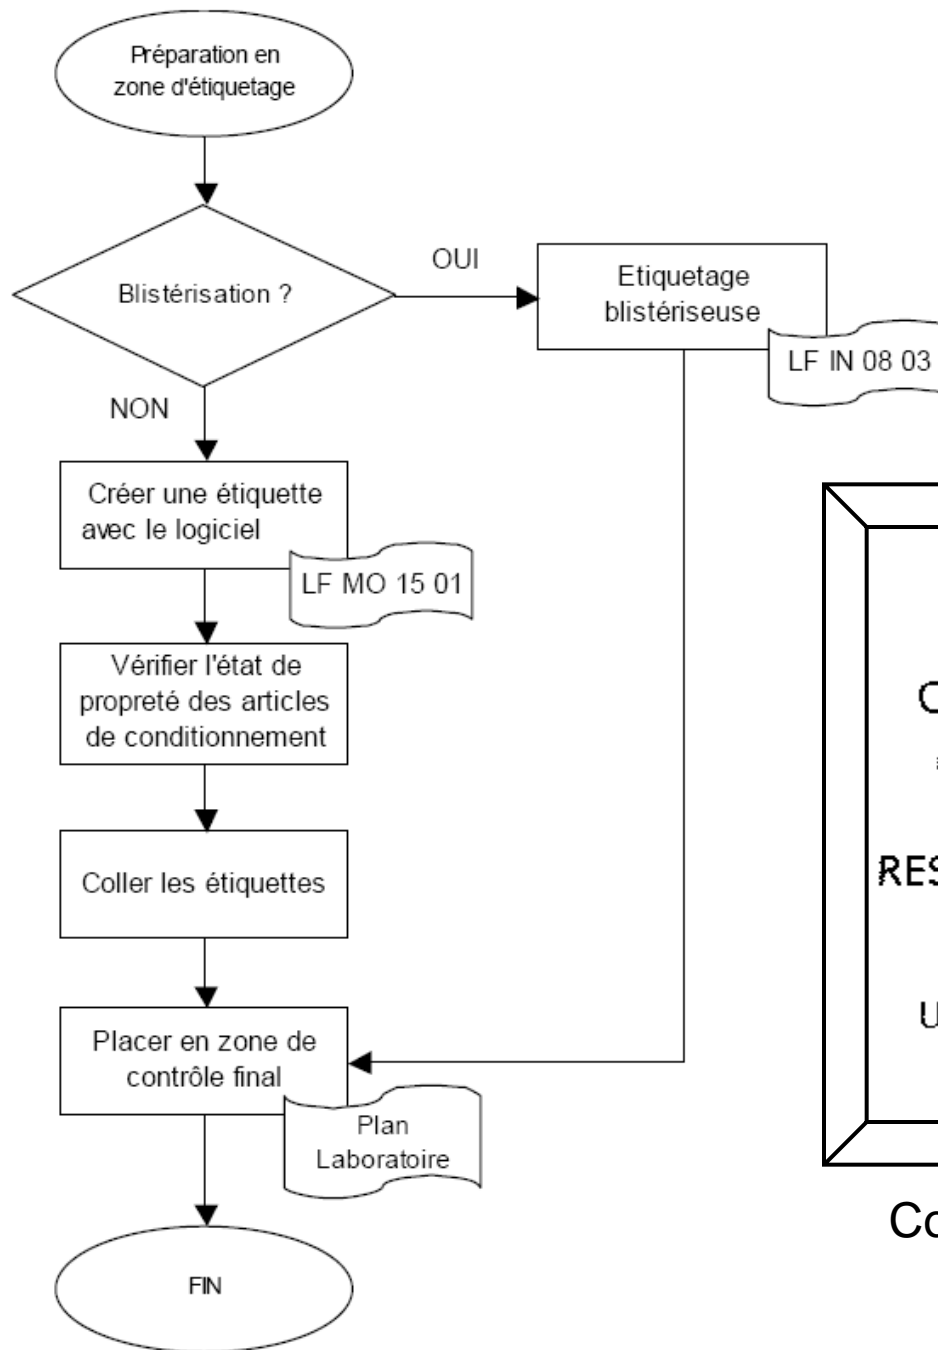 Préparation en
zone d'étiquetage
Blistérisation ?
OUI
Etiquetage
blistériseuse
LF IN 08 03
NON
Créer une étiquette
avec le logiciel
LF MO 15 01
Vérifier l'état de
propreté des articles
de conditionnement
Coller les étiquettes
Placer en zone de
contrôle final
Plan
Laboratoire
FIN